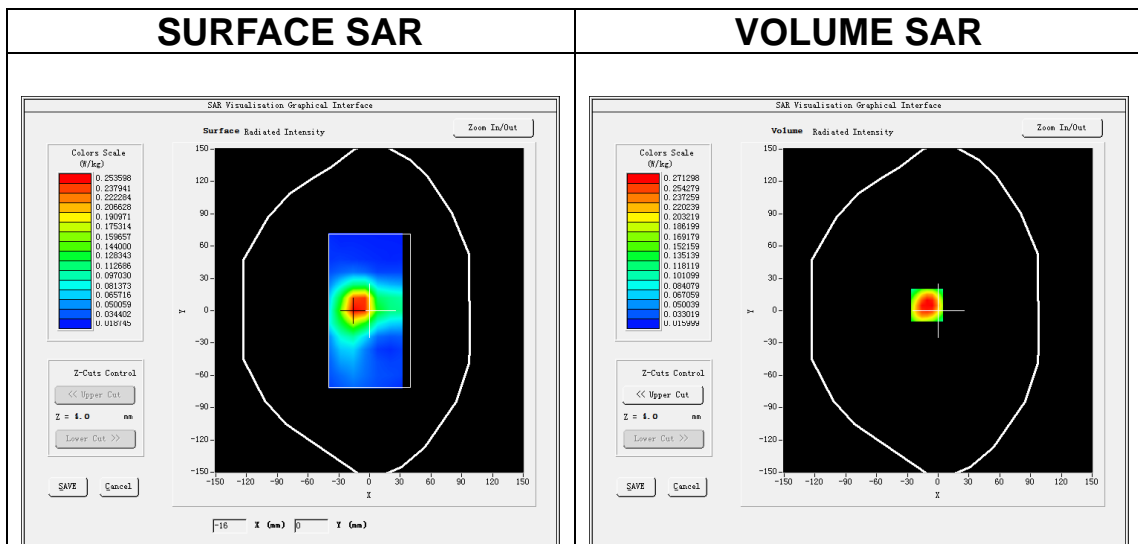 SURFACE SAR
VOLUME SAR
SAR Visualisation Graphical Interface
Surface Radiated Intensity
Zoom In/Out
Colors Scale
(W/kg)
0.253598
0.237941
0.222284
0.206628
0.190971
0.175314
0.159657
0.144000
0.128343
0.112686
0.097030
0.081373
0.065716
0.050059
0.034402
0.018745
150
120
90
60
30
0
-30
-60
-90
-120
-150
Y
-150 -120 -90 -60 -30 0 30 60 90 120 150
X
Z-Cuts Control
<< Upper Cut
Z = 4.0 mm
Lower Cut >>
SAVE Cancel
-16 X (mm) 0 Y (mm)
SAR Visualisation Graphical Interface
Volume Radiated Intensity
Zoom In/Out
Colors Scale
(W/kg)
0.271298
0.254279
0.237259
0.220239
0.203219
0.186199
0.169179
0.152159
0.135139
0.118119
0.101099
0.084079
0.067059
0.050039
0.033019
0.015999
150
120
90
60
30
0
-30
-60
-90
-120
-150
Y
-150 -120 -90 -60 -30 0 30 60 90 120 150
X
Z-Cuts Control
<< Upper Cut
Z = 4.0 mm
Lower Cut >>
SAVE Cancel